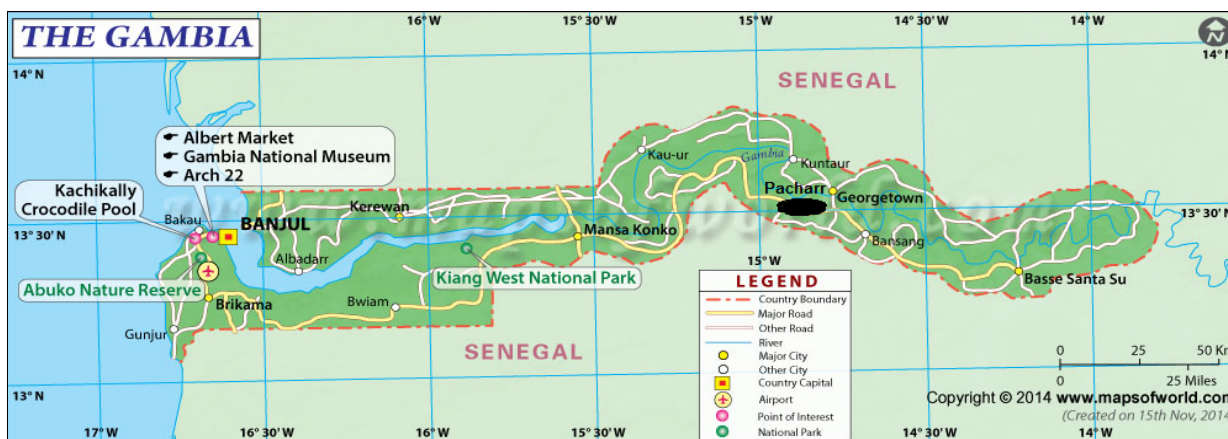 THE GAMBIA
17° W
16° 30' W
16° W
15° 30' W
15° W
14° 30' W
14° W
N
14° N
14° N
SENEGAL
Albert Market
Gambia National Museum
Arch 22
Kachikally
Crocodile Pool
Bakau
BANJUL
Kerewan
Kau-ur
Gambia
Kuntaur
Pacharr
Georgetown
13° 30' N
13° 30' N
Albadarr
Mansa Konko
Bansang
Kiang West National Park
Basse Santa Su
Abuko Nature Reserve
Brikama
Bwiam
Gunjur
SENEGAL
15° W
LEGEND
Country Boundary
Major Road
Other Road
River
Major City
Other City
Country Capital
Airport
Point of Interest
National Park
0 25 50 Km
0 25 Miles
Copyright © 2014 www.mapsofworld.com
(Created on 15th Nov, 2014
13° N
17° W
16° 30' W
16° W
15° 30' W
14° 30' W
14° W